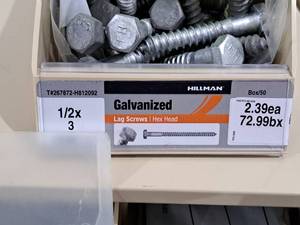 T#267872-H812092
HILLMAN
Box/50
1/2x
3
Galvanized
Lag Screws | Hex Head
2.39ea
72.99bx